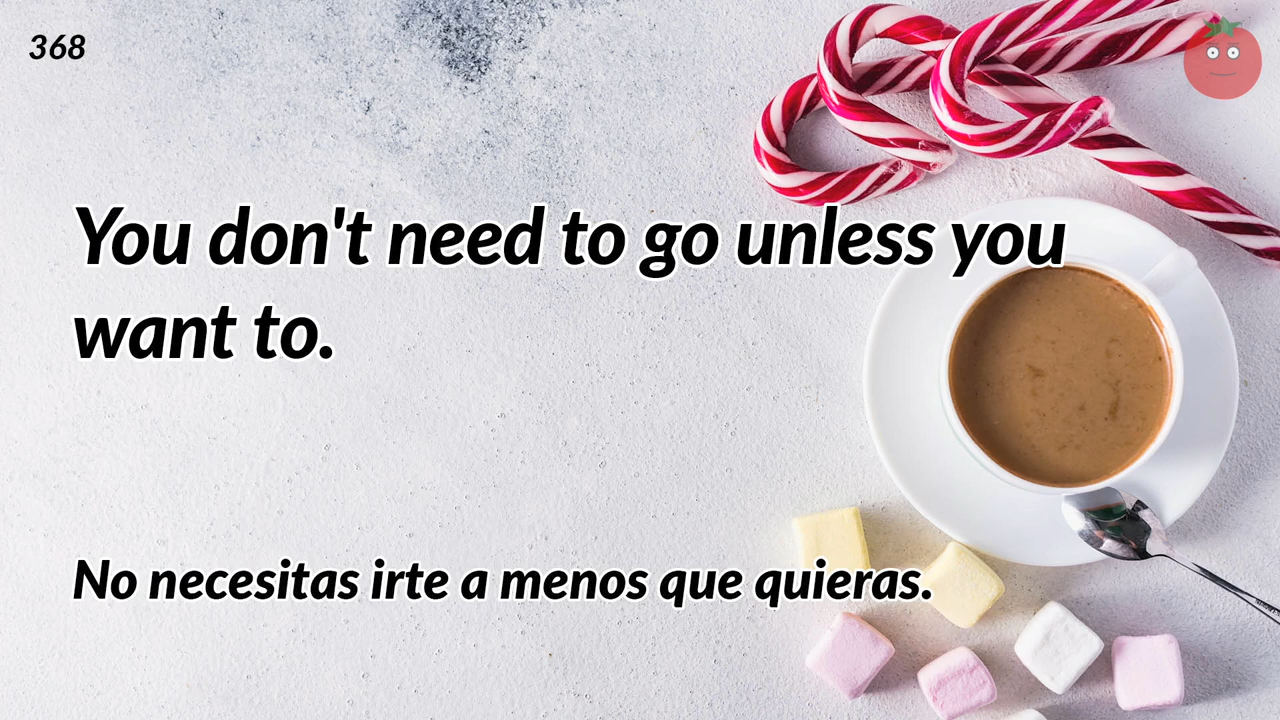 368
You don't need to go unless you
want to.
No necesitas irte a menos que quieras.